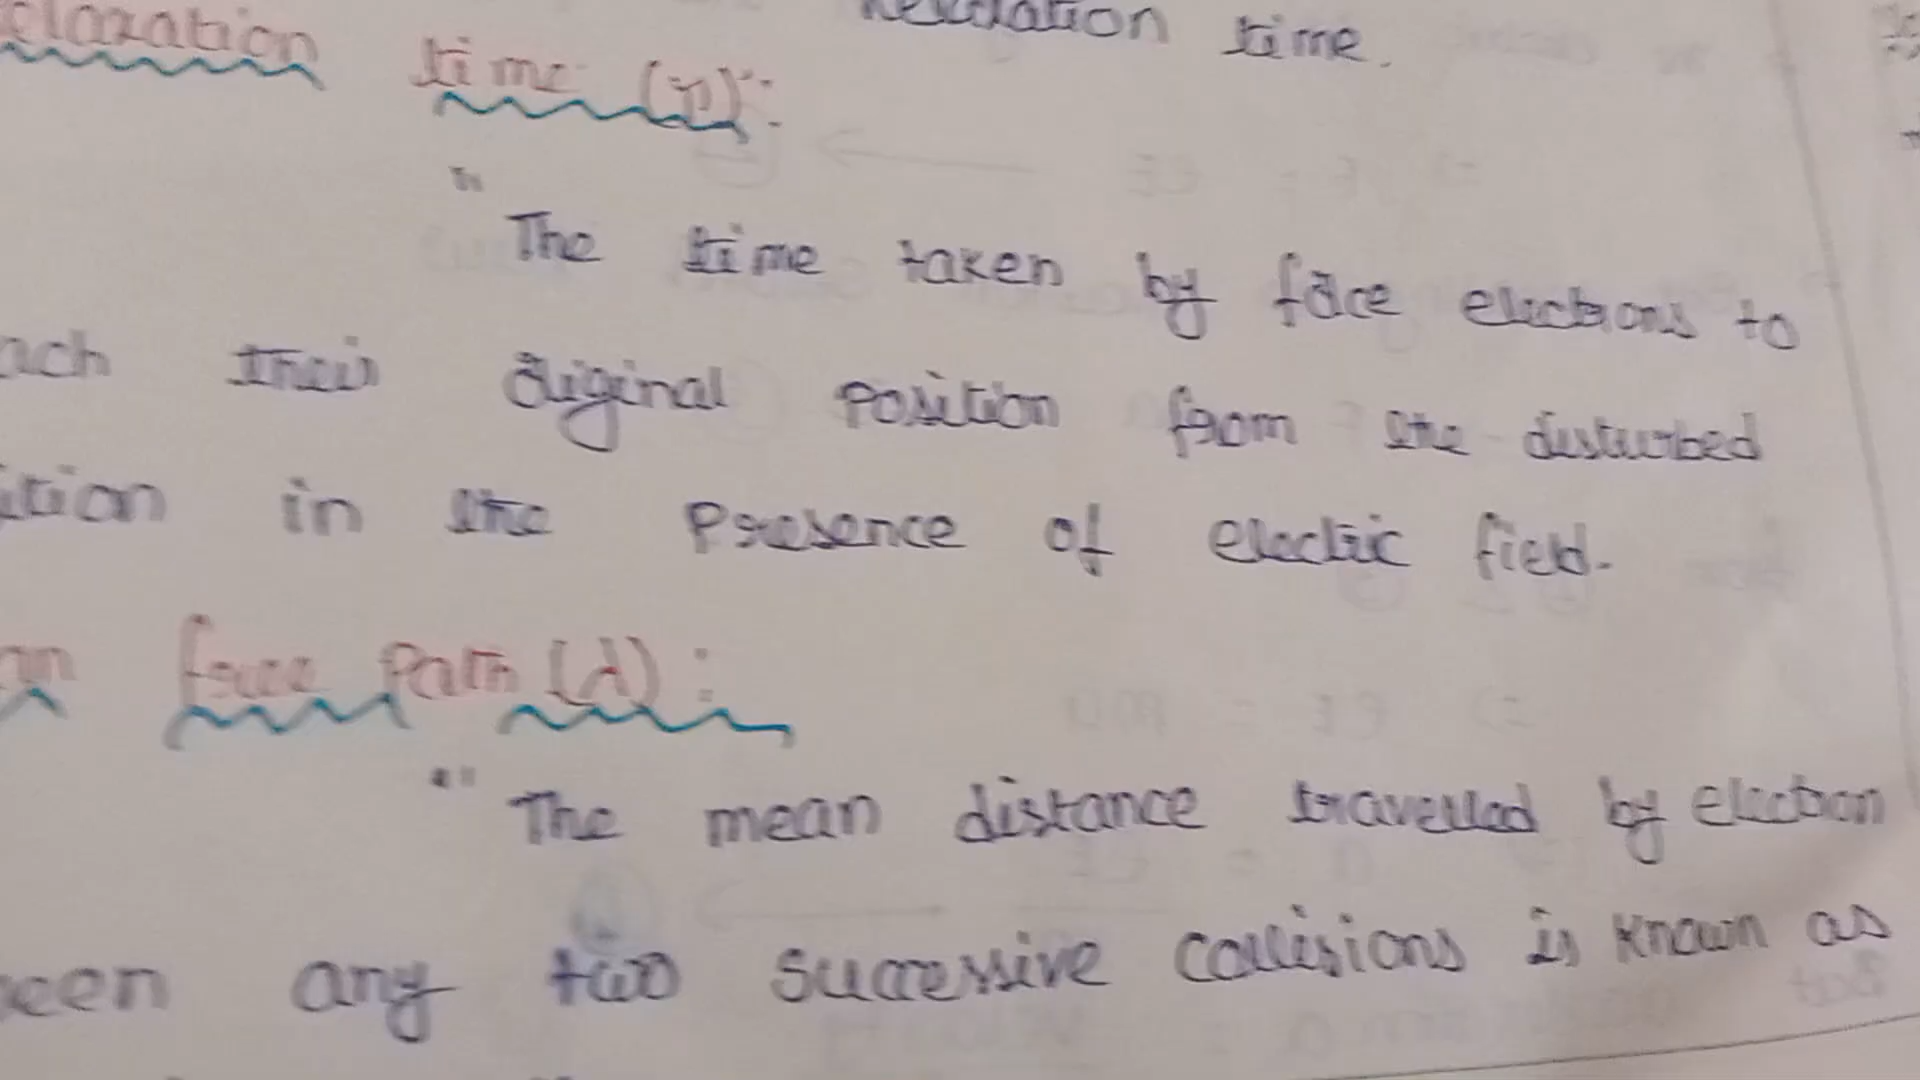 Relaxation time.
elaxation time (τ):
"The time taken by free electrons to
ach their original position from the disturbed
ition in the presence of electric field.
an free path (λ):
"The mean distance travelled by electron
een any two successive collisions is known as